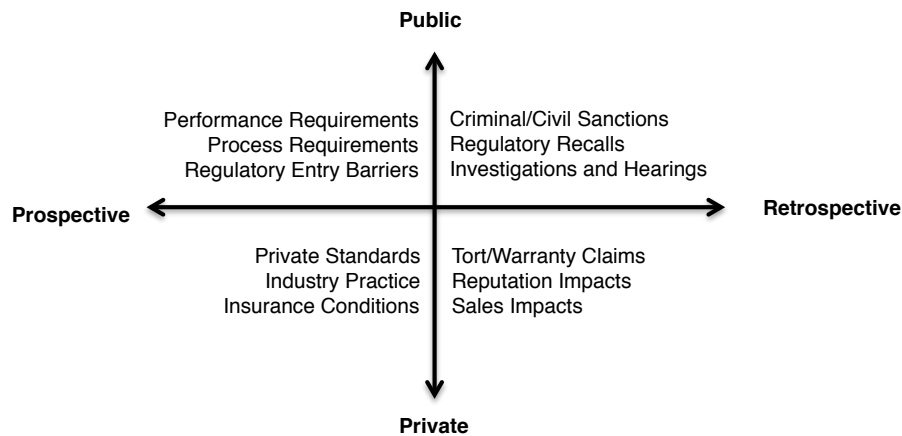 Public
Performance Requirements
Process Requirements
Regulatory Entry Barriers
Criminal/Civil Sanctions
Regulatory Recalls
Investigations and Hearings
Prospective
Retrospective
Private Standards
Industry Practice
Insurance Conditions
Tort/Warranty Claims
Reputation Impacts
Sales Impacts
Private